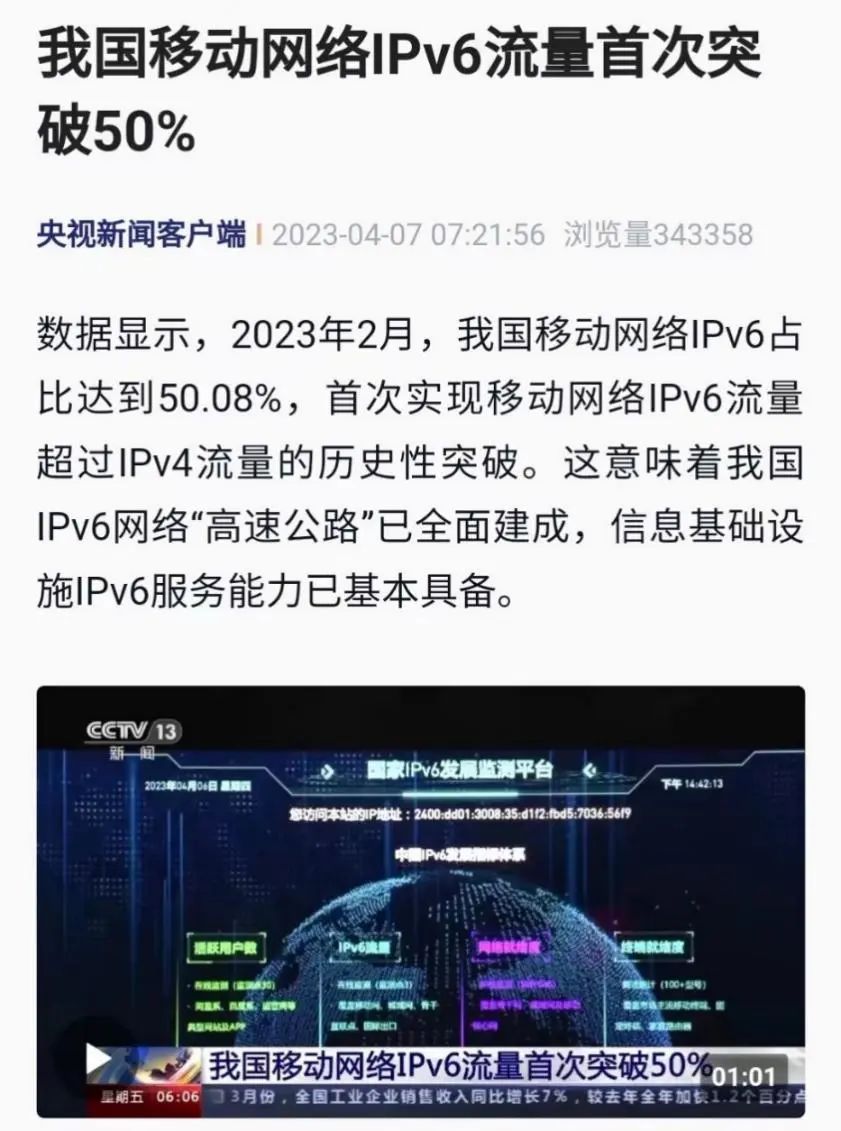 我国移动网络IPv6流量首次突
破50%
央视新闻客户端 2023-04-07 07:21:56 浏览量343358
数据显示，2023年2月，我国移动网络IPv6占
比达到50.08%，首次实现移动网络IPv6流量
超过IPv4流量的历史性突破。这意味着我国
IPv6网络“高速公路”已全面建成，信息基础设
施IPv6服务能力已基本具备。
CCTV 13
新闻
国家IPv6发展监测平台
2023年04月06日 星期四
下午 14:42:13
您访问本站的IP地址：2400:dd01:3008:35:d1f2:fbd5:7036:56f9
中国IPv6发展指标体系
活跃用户数 IPv6流量 网络就绪度 终端就绪度
典型网站及APP
我国移动网络IPv6流量首次突破50%
01:01
星期五 06:06 3月份，全国工业企业销售收入同比增长7%，较去年全年加快1.2个百分点